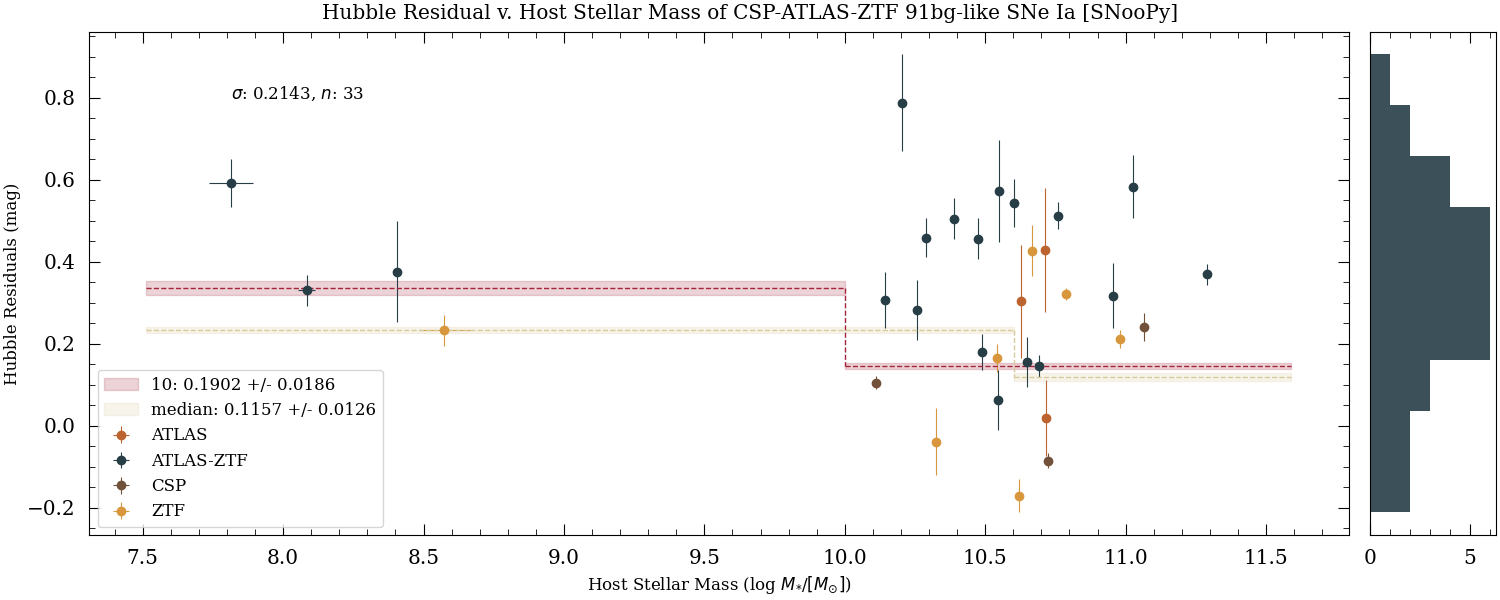 Hubble Residual v. Host Stellar Mass of CSP-ATLAS-ZTF 91bg-like SNe Ia [SNooPy]
Hubble Residuals (mag)
0.8
0.6
0.4
0.2
0.0
−0.2
σ: 0.2143, n: 33
10: 0.1902 +/- 0.0186
median: 0.1157 +/- 0.0126
ATLAS
ATLAS-ZTF
CSP
ZTF
7.5 8.0 8.5 9.0 9.5 10.0 10.5 11.0 11.5
0 5
Host Stellar Mass (log M*/[M⊙])